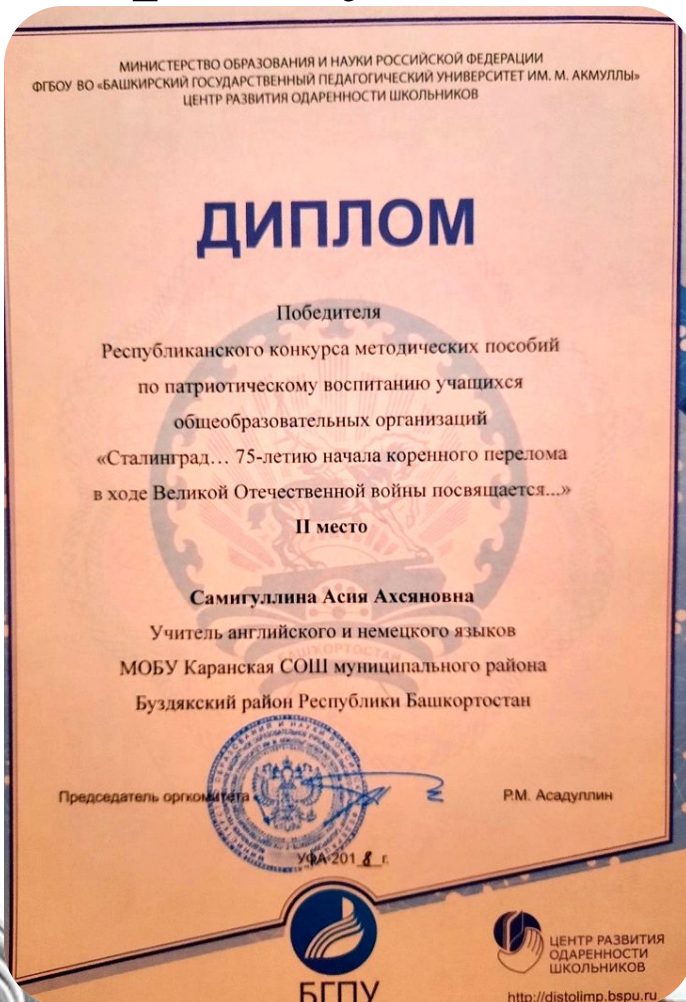 МИНИСТЕРСТВО ОБРАЗОВАНИЯ И НАУКИ РОССИЙСКОЙ ФЕДЕРАЦИИ
ФГБОУ ВО «БАШКИРСКИЙ ГОСУДАРСТВЕННЫЙ ПЕДАГОГИЧЕСКИЙ УНИВЕРСИТЕТ ИМ. М. АКМУЛЛЫ»
ЦЕНТР РАЗВИТИЯ ОДАРЕННОСТИ ШКОЛЬНИКОВ
ДИПЛОМ
Победителя
Республиканского конкурса методических пособий
по патриотическому воспитанию учащихся
общеобразовательных организаций
«Сталинград... 75-летию начала коренного перелома
в ходе Великой Отечественной войны посвящается...»
II место
Самигуллина Асия Ахсяновна
Учитель английского и немецкого языков
БАШКОРТОСТАН
МОБУ Каранская СОШ муниципального района
Буздякский район Республики Башкортостан
Председатель оргкомитета
Р.М. Асадуллин
УФА-2018 г.
БГПУ
ЦЕНТР РАЗВИТИЯ
ОДАРЕННОСТИ
ШКОЛЬНИКОВ
http://distolimp.bspu.ru